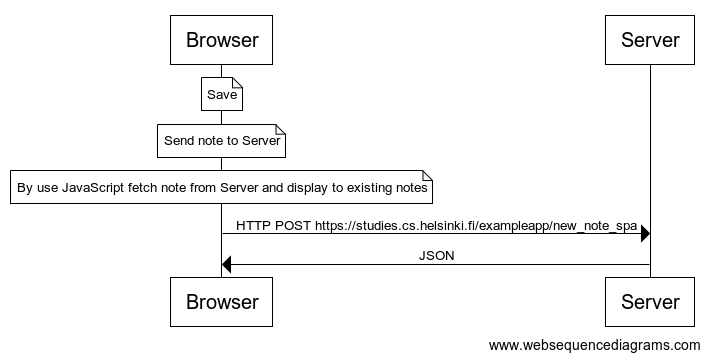 Browser
Server
Save
Send note to Server
By use JavaScript fetch note from Server and display to existing notes
HTTP POST https://studies.cs.helsinki.fi/exampleapp/new_note_spa
JSON
Browser
Server
www.websequencediagrams.com